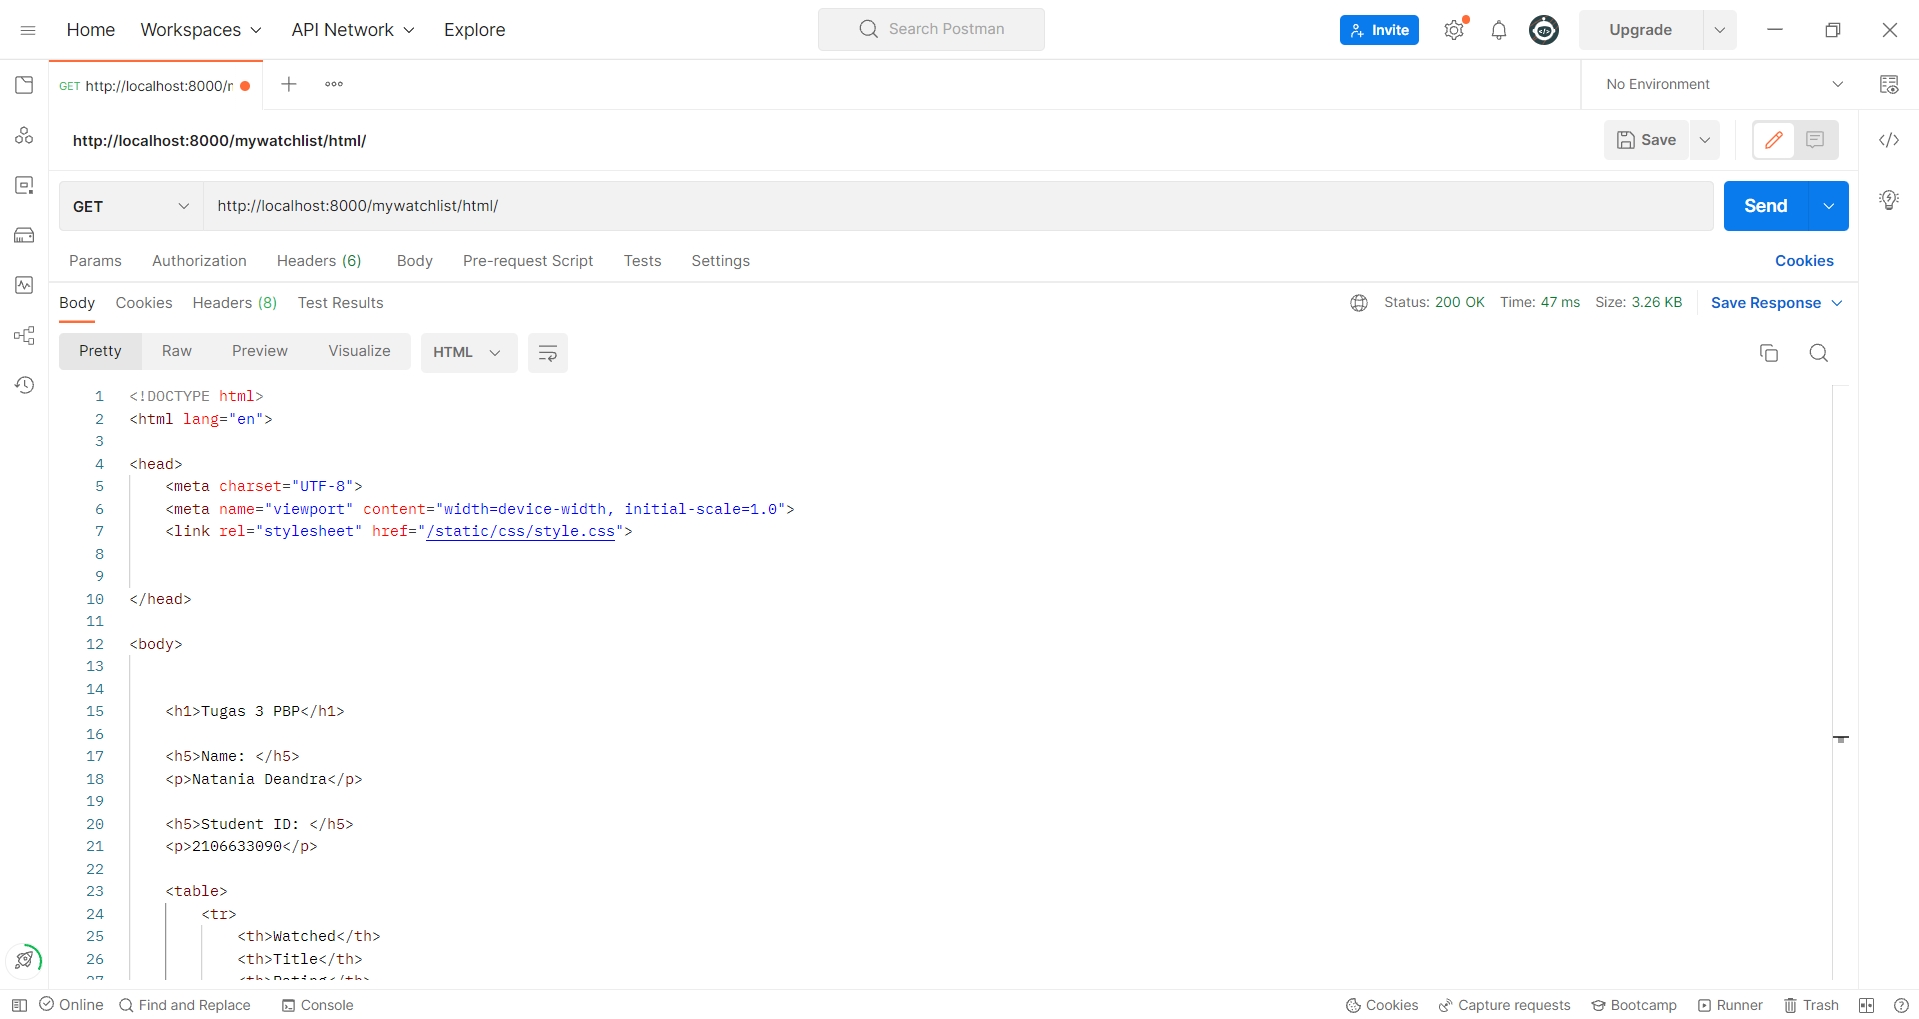 Home Workspaces API Network Explore Search Postman Invite Upgrade
GET http://localhost:8000/r No Environment
http://localhost:8000/mywatchlist/html/ Save
GET http://localhost:8000/mywatchlist/html/ Send
Params Authorization Headers (6) Body Pre-request Script Tests Settings Cookies
Body Cookies Headers (8) Test Results Status: 200 OK Time: 47 ms Size: 3.26 KB Save Response
Pretty Raw Preview Visualize HTML
1 <!DOCTYPE html>
2 <html lang="en">
3
4 <head>
5 <meta charset="UTF-8">
6 <meta name="viewport" content="width=device-width, initial-scale=1.0">
7 <link rel="stylesheet" href="/static/css/style.css">
8
9
10 </head>
11
12 <body>
13
14
15 <h1>Tugas 3 PBP</h1>
16
17 <h5>Name: </h5>
18 <p>Natania Deandra</p>
19
20 <h5>Student ID: </h5>
21 <p>2106633090</p>
22
23 <table>
24 <tr>
25 <th>Watched</th>
26 <th>Title</th>
27 <th>Rating</th>
Online Find and Replace Console Cookies Capture requests Bootcamp Runner Trash